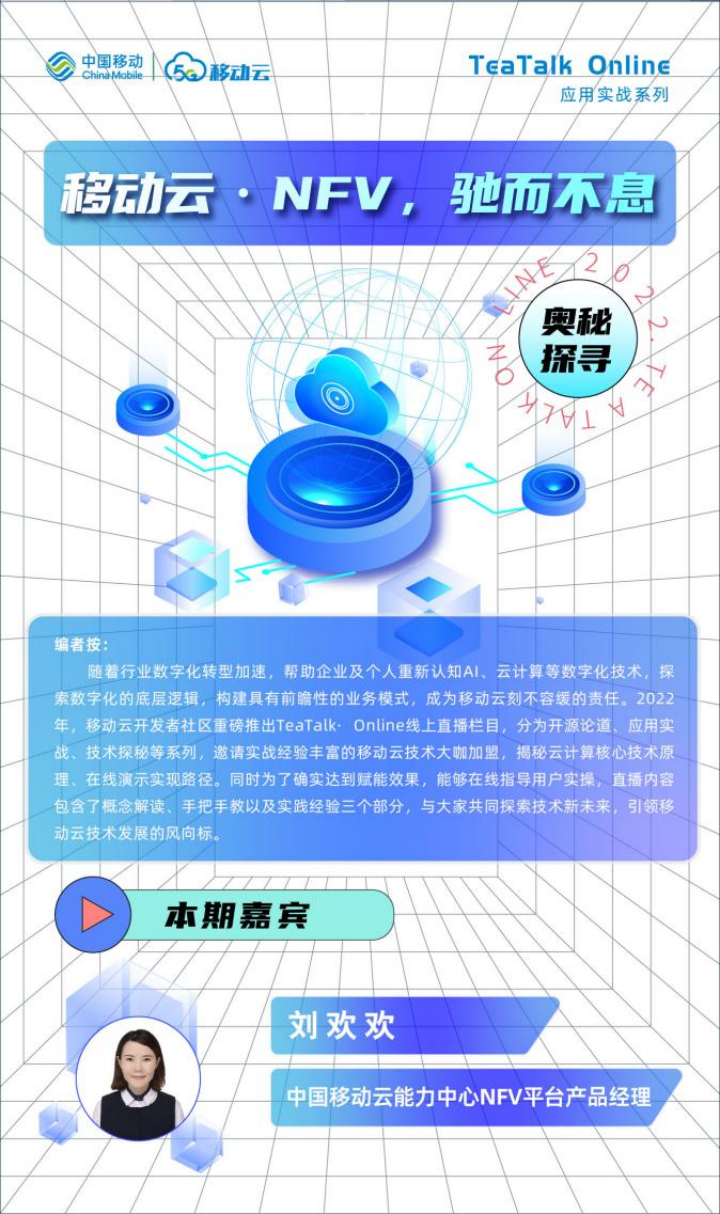 中国移动
China Mobile
5G 移动云
TeaTalk Online
应用实战系列
移动云·NFV，驰而不息
ON LINE 2022. TEA TALK
奥秘
探寻
编者按：
随着行业数字化转型加速，帮助企业及个人重新认知AI、云计算等数字化技术，探
索数字化的底层逻辑，构建具有前瞻性的业务模式，成为移动云刻不容缓的责任。2022
年，移动云开发者社区重磅推出TeaTalk· Online线上直播栏目，分为开源论道、应用实
战、技术探秘等系列，邀请实战经验丰富的移动云技术大咖加盟，揭秘云计算核心技术原
理、在线演示实现路径。同时为了确实达到赋能效果，能够在线指导用户实操，直播内容
包含了概念解读、手把手教以及实践经验三个部分，与大家共同探索技术新未来，引领移
动云技术发展的风向标。
本期嘉宾
刘欢欢
中国移动云能力中心NFV平台产品经理